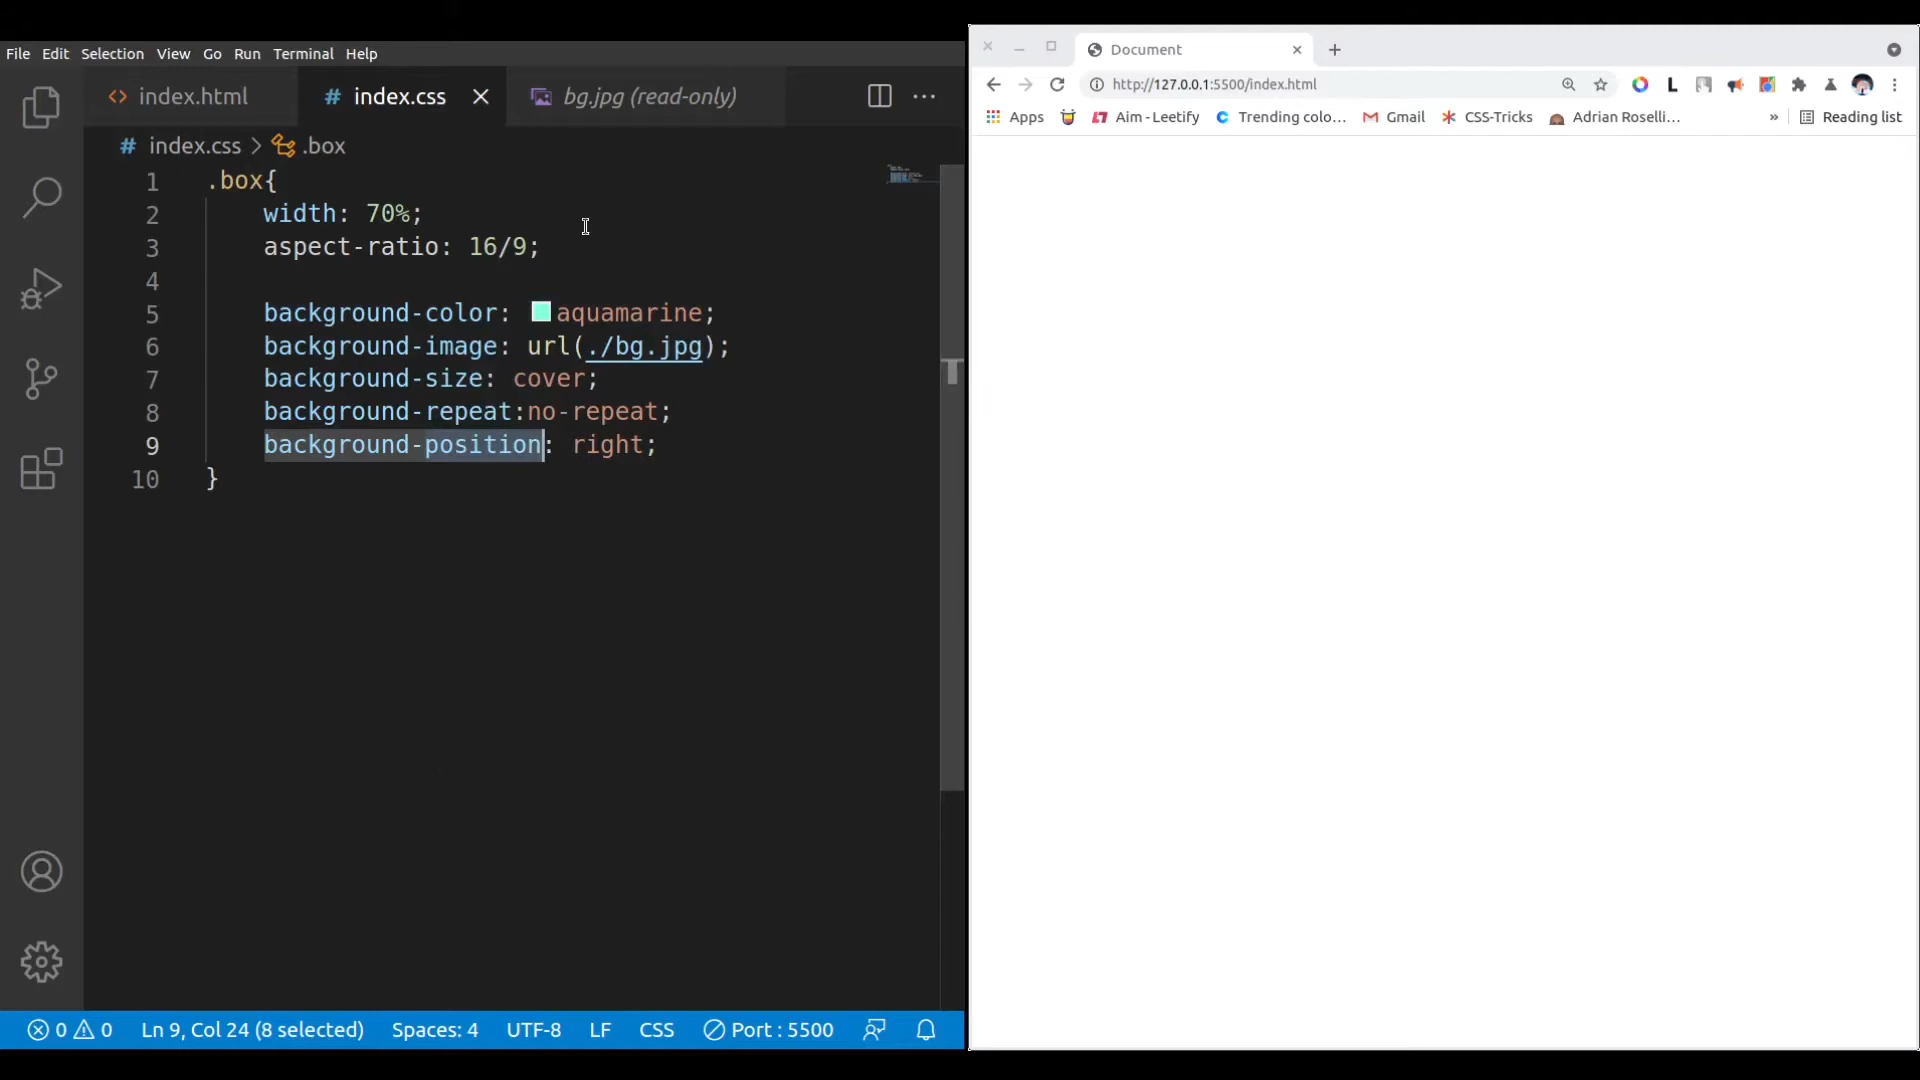 File Edit Selection View Go Run Terminal Help
index.html index.css bg.jpg (read-only)
index.css > .box
1 .box{
2 width: 70%;
3 aspect-ratio: 16/9;
4
5 background-color: aquamarine;
6 background-image: url(./bg.jpg);
7 background-size: cover;
8 background-repeat:no-repeat;
9 background-position: right;
10 }
0 0 Ln 9, Col 24 (8 selected) Spaces: 4 UTF-8 LF CSS Port : 5500
Document
http://127.0.0.1:5500/index.html L
Apps Aim - Leetify Trending colo... Gmail CSS-Tricks Adrian Roselli... » Reading list